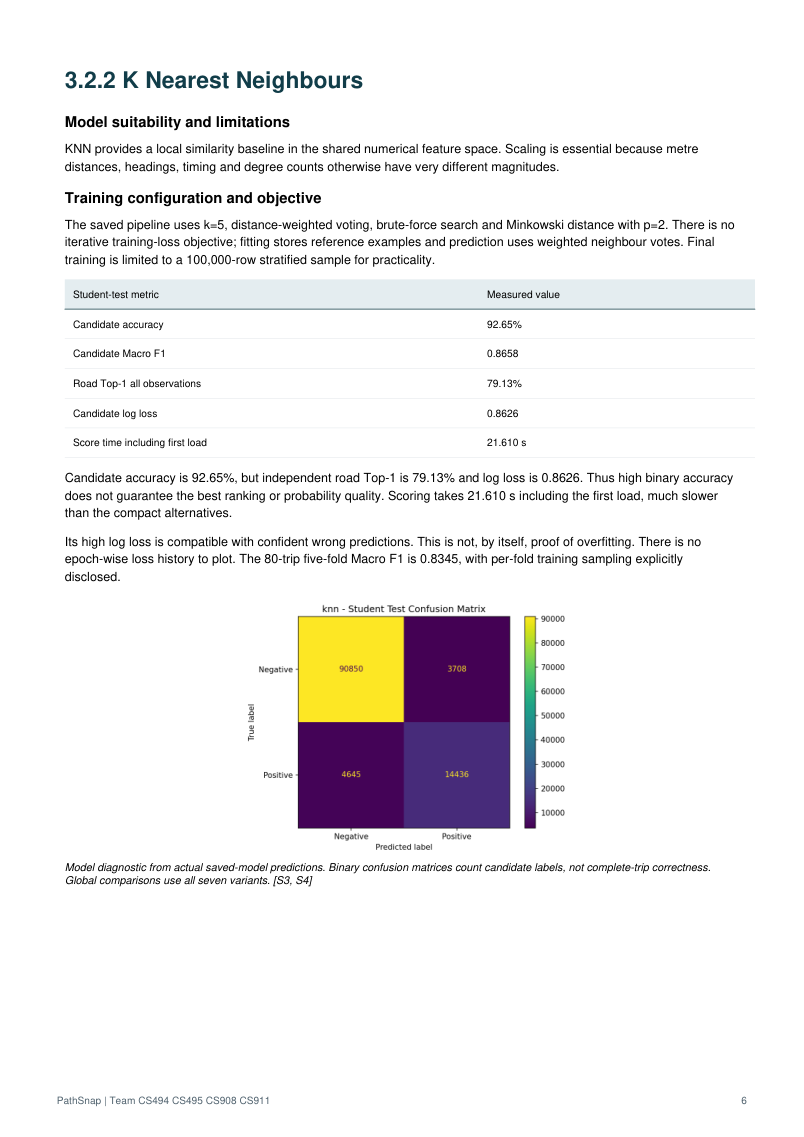 3.2.2 K Nearest Neighbours
Model suitability and limitations
KNN provides a local similarity baseline in the shared numerical feature space. Scaling is essential because metre
distances, headings, timing and degree counts otherwise have very different magnitudes.
Training configuration and objective
The saved pipeline uses k=5, distance-weighted voting, brute-force search and Minkowski distance with p=2. There is no
iterative training-loss objective; fitting stores reference examples and prediction uses weighted neighbour votes. Final
training is limited to a 100,000-row stratified sample for practicality.
Student-test metric Measured value
Candidate accuracy 92.65%
Candidate Macro F1 0.8658
Road Top-1 all observations 79.13%
Candidate log loss 0.8626
Score time including first load 21.610 s
Candidate accuracy is 92.65%, but independent road Top-1 is 79.13% and log loss is 0.8626. Thus high binary accuracy
does not guarantee the best ranking or probability quality. Scoring takes 21.610 s including the first load, much slower
than the compact alternatives.
Its high log loss is compatible with confident wrong predictions. This is not, by itself, proof of overfitting. There is no
epoch-wise loss history to plot. The 80-trip five-fold Macro F1 is 0.8345, with per-fold training sampling explicitly
disclosed.
knn - Student Test Confusion Matrix
True label
Negative 90850 3708
Positive 4645 14436
Negative Positive
Predicted label
90000
80000
70000
60000
50000
40000
30000
20000
10000
Model diagnostic from actual saved-model predictions. Binary confusion matrices count candidate labels, not complete-trip correctness.
Global comparisons use all seven variants. [S3, S4]
PathSnap | Team CS494 CS495 CS908 CS911 6